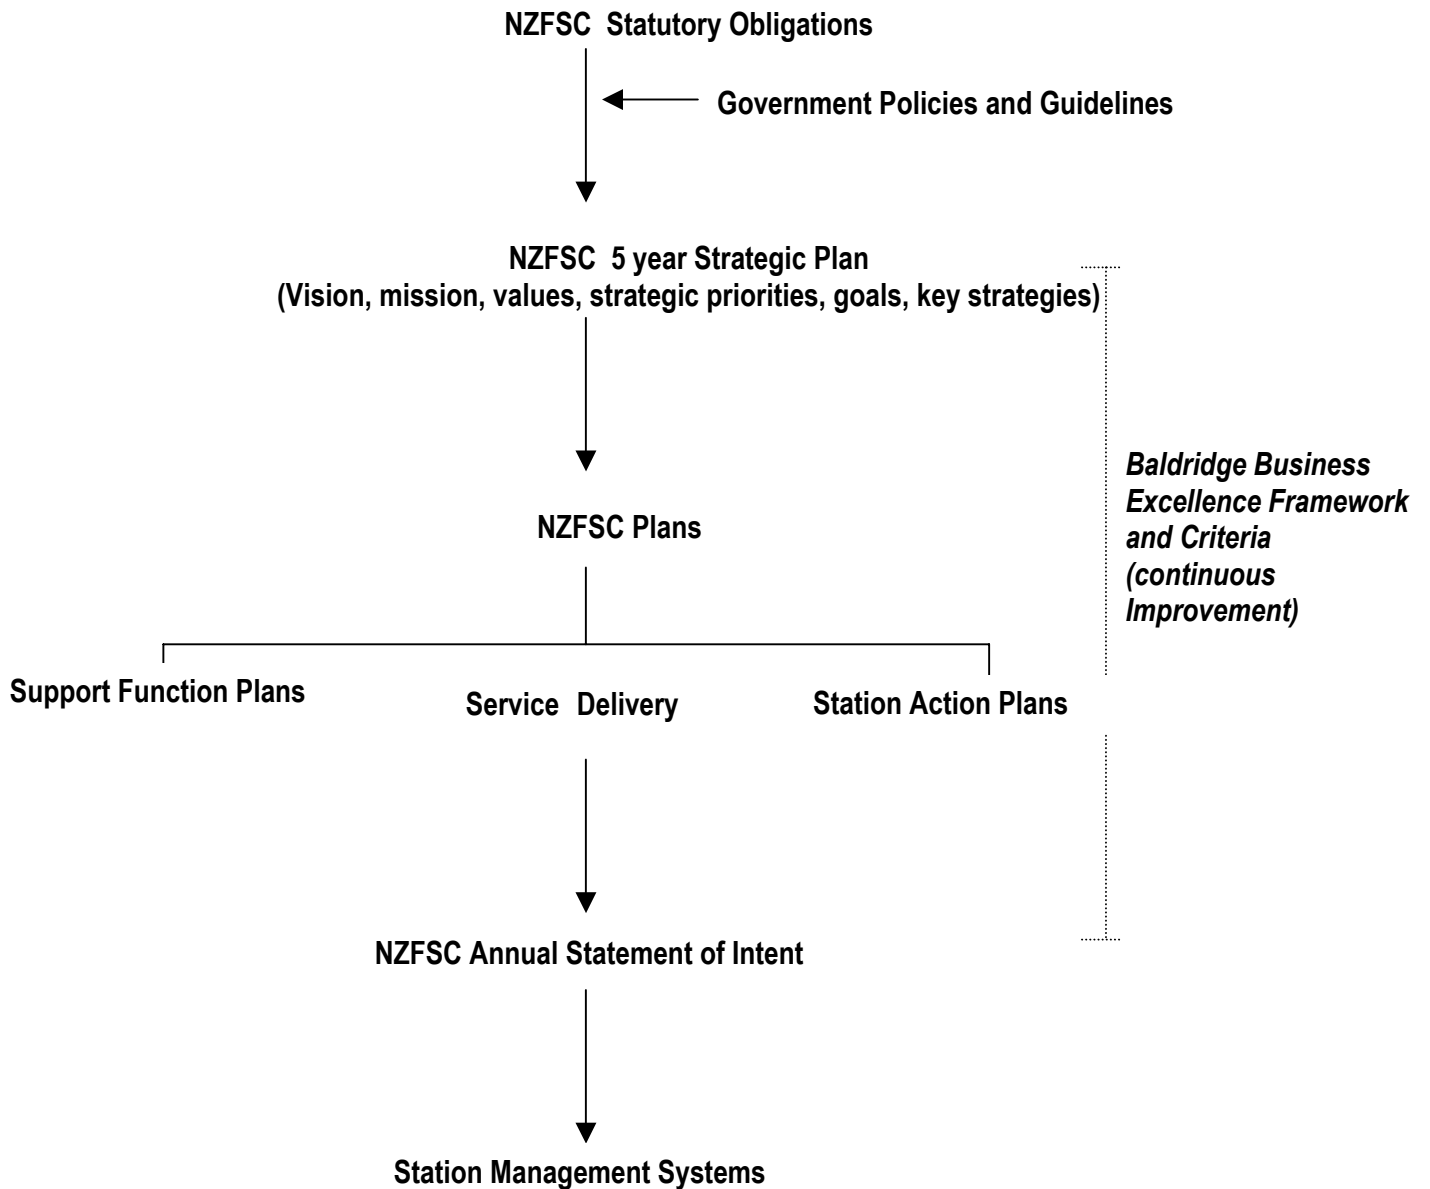 NZFSC Statutory Obligations
Government Policies and Guidelines
NZFSC 5 year Strategic Plan
(Vision, mission, values, strategic priorities, goals, key strategies)
Baldridge Business
Excellence Framework
and Criteria
(continuous
Improvement)
NZFSC Plans
Support Function Plans
Service Delivery
Station Action Plans
NZFSC Annual Statement of Intent
Station Management Systems